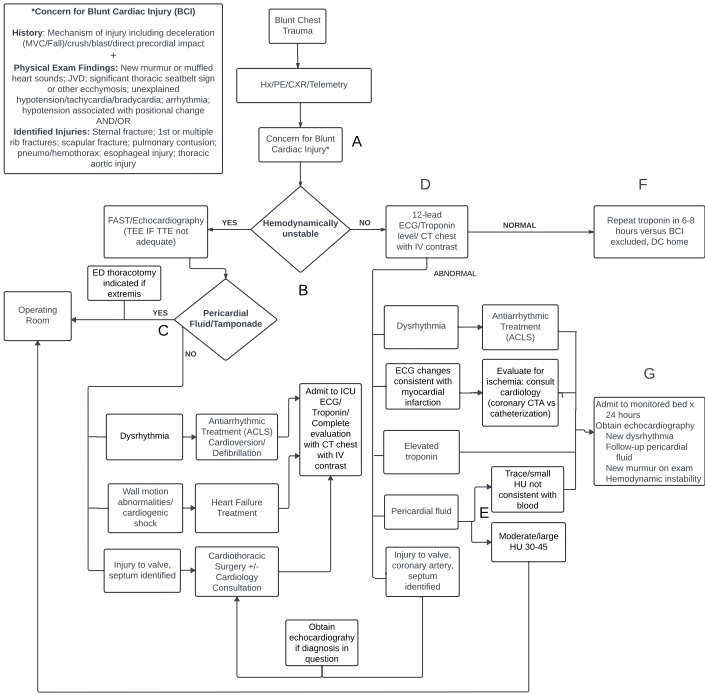 *Concern for Blunt Cardiac Injury (BCI)
History: Mechanism of injury including deceleration
(MVC/Fall)/crush/blast/direct precordial impact
+
Physical Exam Findings: New murmur or muffled
heart sounds; JVD; significant thoracic seatbelt sign
or other ecchymosis; unexplained
hypotension/tachycardia/bradycardia; arrhythmia;
hypotension associated with positional change
AND/OR
Identified Injuries: Sternal fracture; 1st or multiple
rib fractures; scapular fracture; pulmonary contusion;
pneumo/hemothorax; esophageal injury; thoracic
aortic injury
Blunt Chest
Trauma
Hx/PE/CXR/Telemetry
Concern for Blunt
Cardiac Injury*
A
Hemodynamically
unstable
B
YES
NO
FAST/Echocardiography
(TEE IF TTE not
adequate)
D
12-lead
ECG/Troponin
level/ CT chest
with IV contrast
NORMAL
ABNORMAL
F
Repeat troponin in 6-8
hours versus BCI
excluded, DC home
ED thoracotomy
indicated if
extremis
Operating
Room
YES
C
Pericardial
Fluid/Tamponade
NO
Dysrhythmia
Antiarrhythmic
Treatment (ACLS)
Cardioversion/
Defibrillation
Wall motion
abnormalities/
cardiogenic
shock
Heart Failure
Treatment
Injury to valve,
septum identified
Cardiothoracic
Surgery +/-
Cardiology
Consultation
Admit to ICU
ECG/
Troponin/
Complete
evaluation
with CT chest
with IV
contrast
Dysrhythmia
Antiarrhythmic
Treatment
(ACLS)
ECG changes
consistent with
myocardial
infarction
Evaluate for
ischemia: consult
cardiology
(coronary CTA vs
catheterization)
Elevated
troponin
Pericardial fluid
E
Trace/small
HU not
consistent with
blood
Moderate/large
HU 30-45
Injury to valve,
coronary artery,
septum
identified
G
Admit to monitored bed x
24 hours
Obtain echocardiography
New dysrhythmia
Follow-up pericardial
fluid
New murmur on exam
Hemodynamic instability
Obtain
echocardiograhy
if diagnosis in
question